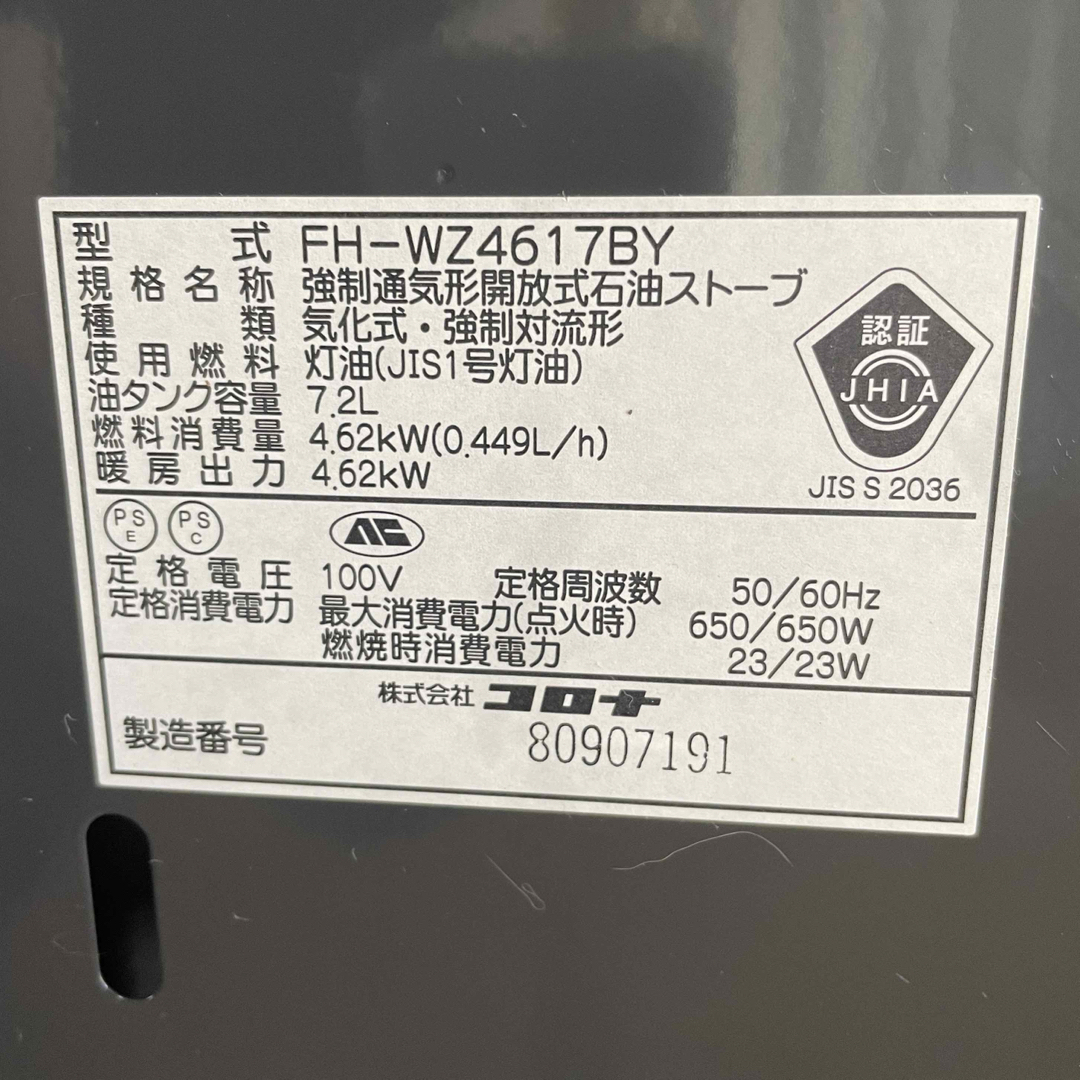 型式 FH-WZ4617BY
規格名称 強制通気形開放式石油ストーブ
種類 気化式・強制対流形
使用燃料 灯油(JIS1号灯油)
油タンク容量 7.2L
燃料消費量 4.62kW(0.449L/h)
暖房出力 4.62kW
認証
JHIA
JIS S 2036
PS E PS C
定格電圧 100V 定格周波数 50/60Hz
定格消費電力 最大消費電力(点火時) 650/650W
燃焼時消費電力 23/23W
株式会社 コロナ
製造番号 80907191